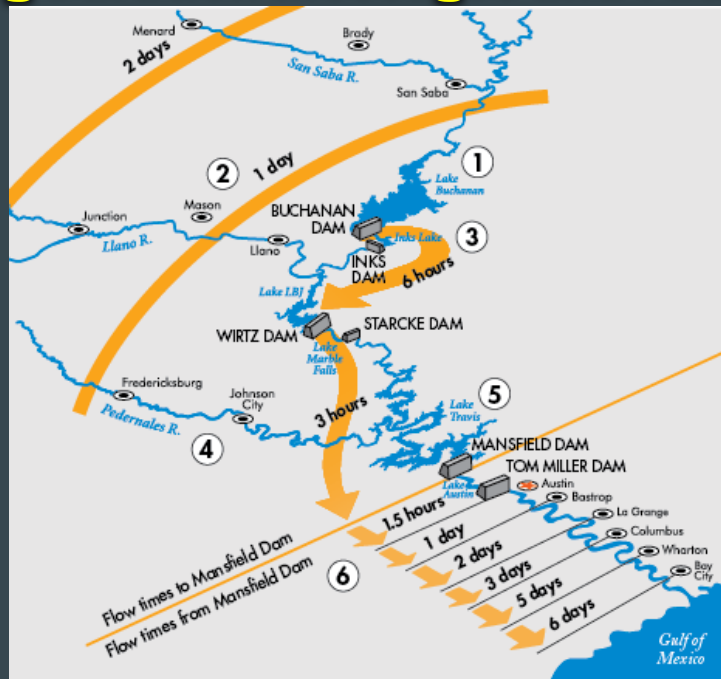 Menard
Brady
2 days
San Saba R.
San Saba
1
2
1 day
Lake
Buchanan
Junction
Mason
BUCHANAN
DAM
Llano R.
Llano
Inks Lake
3
INKS
DAM
6 hours
Lake LBJ
WIRTZ DAM
STARCKE DAM
Lake
Marble
Falls
Fredericksburg
Johnson
City
Pedernales R.
3 hours
4
5
Lake
Travis
MANSFIELD DAM
TOM MILLER DAM
Lake
Austin
Austin
Bastrop
La Grange
Columbus
Wharton
Bay
City
1.5 hours
1 day
2 days
3 days
5 days
6 days
Flow times to Mansfield Dam
Flow times from Mansfield Dam
6
Gulf of
Mexico